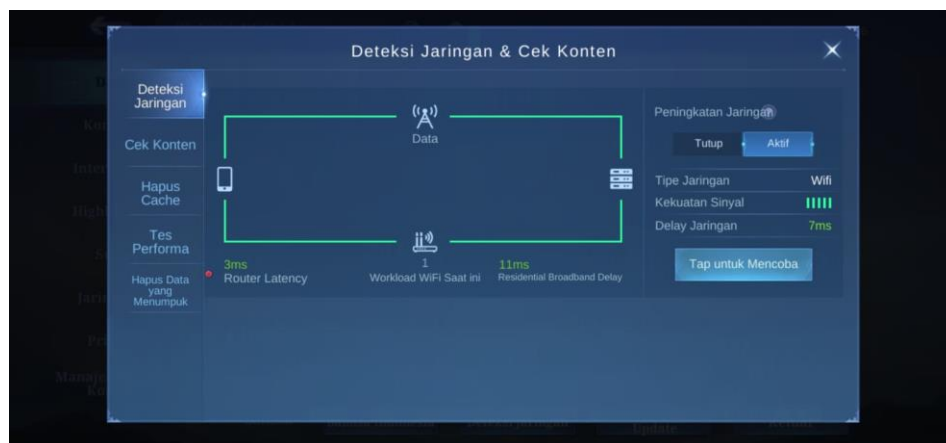 Deteksi Jaringan & Cek Konten
Deteksi
Jaringan
Cek Konten
Hapus
Cache
Tes
Performa
Hapus Data
yang
Menumpuk
Data
3ms
Router Latency
1
Workload WiFi Saat ini
11ms
Residential Broadband Delay
Peningkatan Jaringan
Tutup
Aktif
Tipe Jaringan
Wifi
Kekuatan Sinyal
Delay Jaringan
7ms
Tap untuk Mencoba
Update